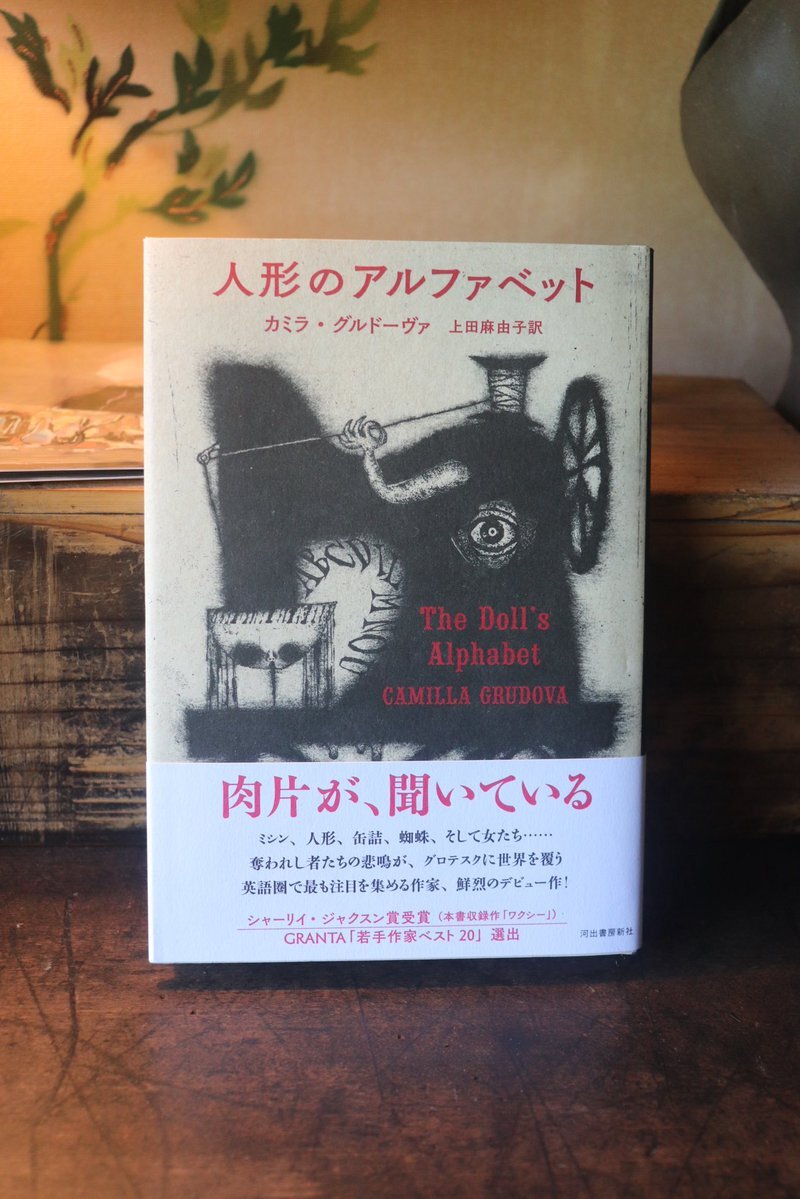 人形のアルファベット
カミラ・グルドーヴァ 上田麻由子訳
The Doll's
Alphabet
CAMILLA GRUDOVA
肉片が、聞いている
ミシン、人形、缶詰、蜘蛛、そして女たち……
奪われし者たちの悲鳴が、グロテスクに世界を覆う
英語圏で最も注目を集める作家、鮮烈のデビュー作!
シャーリイ・ジャクスン賞受賞（本書収録作「ワクシー」）
GRANTA「若手作家ベスト20」選出
河出書房新社